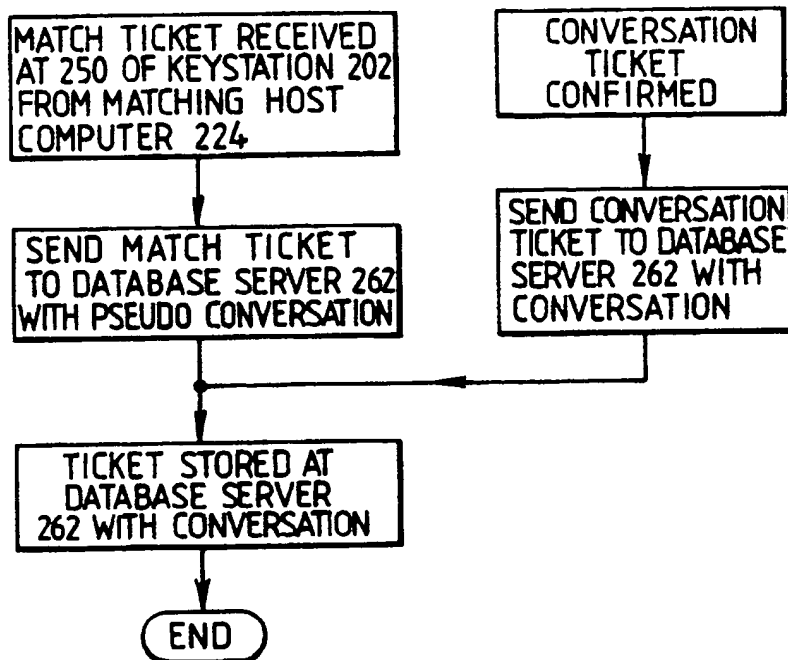 MATCH TICKET RECEIVED
AT 250 OF KEYSTATION 202
FROM MATCHING HOST
COMPUTER 224
CONVERSATION
TICKET
CONFIRMED
SEND MATCH TICKET
TO DATABASE SERVER 262
WITH PSEUDO CONVERSATION
SEND CONVERSATION
TICKET TO DATABASE
SERVER 262 WITH
CONVERSATION
TICKET STORED AT
DATABASE SERVER
262 WITH CONVERSATION
END